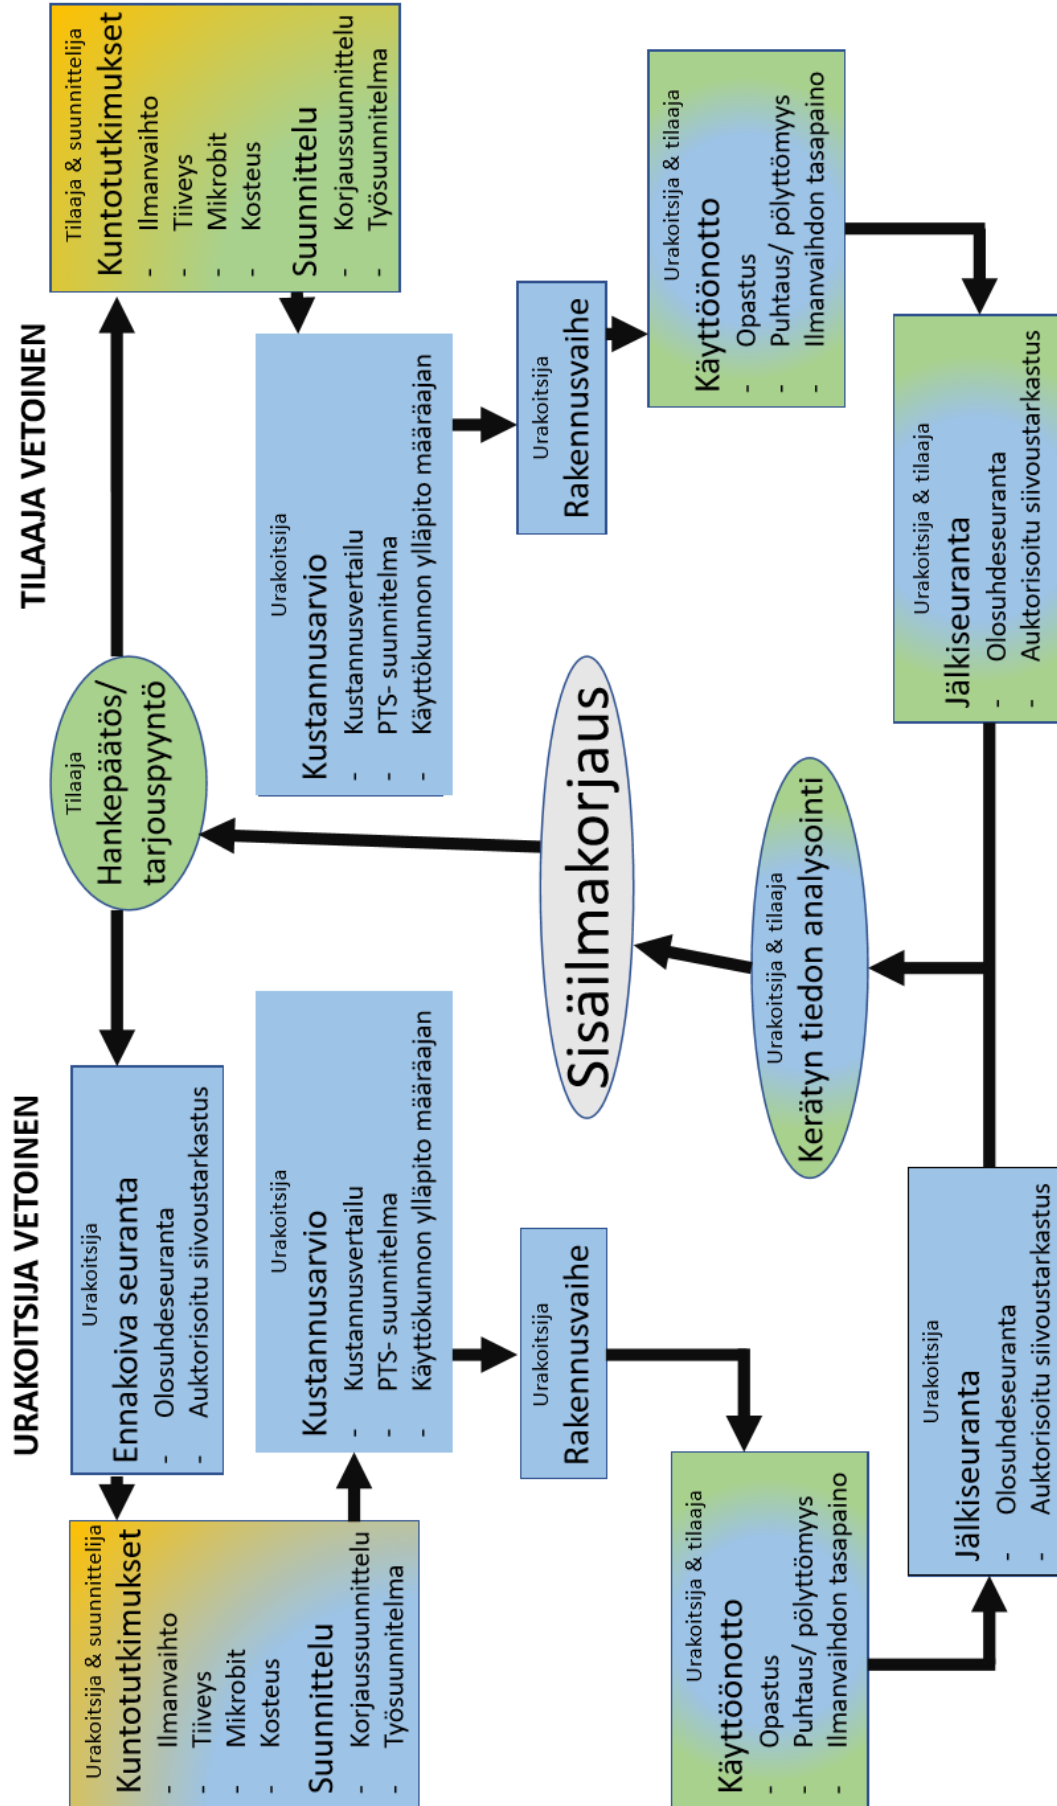 URAKOITSIJA VETOINEN
TILAAJA VETOINEN
Tilaaja
Hankepäätös/
tarjouspyyntö
Urakoitsija
Ennakoiva seuranta
- Olosuhdeseuranta
- Auktorisoitu siivoustarkastus
Urakoitsija & suunnittelija
Kuntotutkimukset
- Ilmanvaihto
- Tiiveys
- Mikrobit
- Kosteus
Suunnittelu
- Korjaussuunnittelu
- Työsuunnitelma
Urakoitsija
Kustannusarvio
- Kustannusvertailu
- PTS- suunnitelma
- Käyttökunnon ylläpito määräajan
Urakoitsija
Rakennusvaihe
Urakoitsija & tilaaja
Käyttöönotto
- Opastus
- Puhtaus/ pölyttömyys
- Ilmanvaihdon tasapaino
Urakoitsija
Jälkiseuranta
- Olosuhdeseuranta
- Auktorisoitu siivoustarkastus
Tilaaja & suunnittelija
Kuntotutkimukset
- Ilmanvaihto
- Tiiveys
- Mikrobit
- Kosteus
Suunnittelu
- Korjaussuunnittelu
- Työsuunnitelma
Urakoitsija
Kustannusarvio
- Kustannusvertailu
- PTS- suunnitelma
- Käyttökunnon ylläpito määräajan
Urakoitsija
Rakennusvaihe
Urakoitsija & tilaaja
Käyttöönotto
- Opastus
- Puhtaus/ pölyttömyys
- Ilmanvaihdon tasapaino
Urakoitsija & tilaaja
Jälkiseuranta
- Olosuhdeseuranta
- Auktorisoitu siivoustarkastus
Urakoitsija & tilaaja
Kerätyn tiedon analysointi
Sisäilmakorjaus